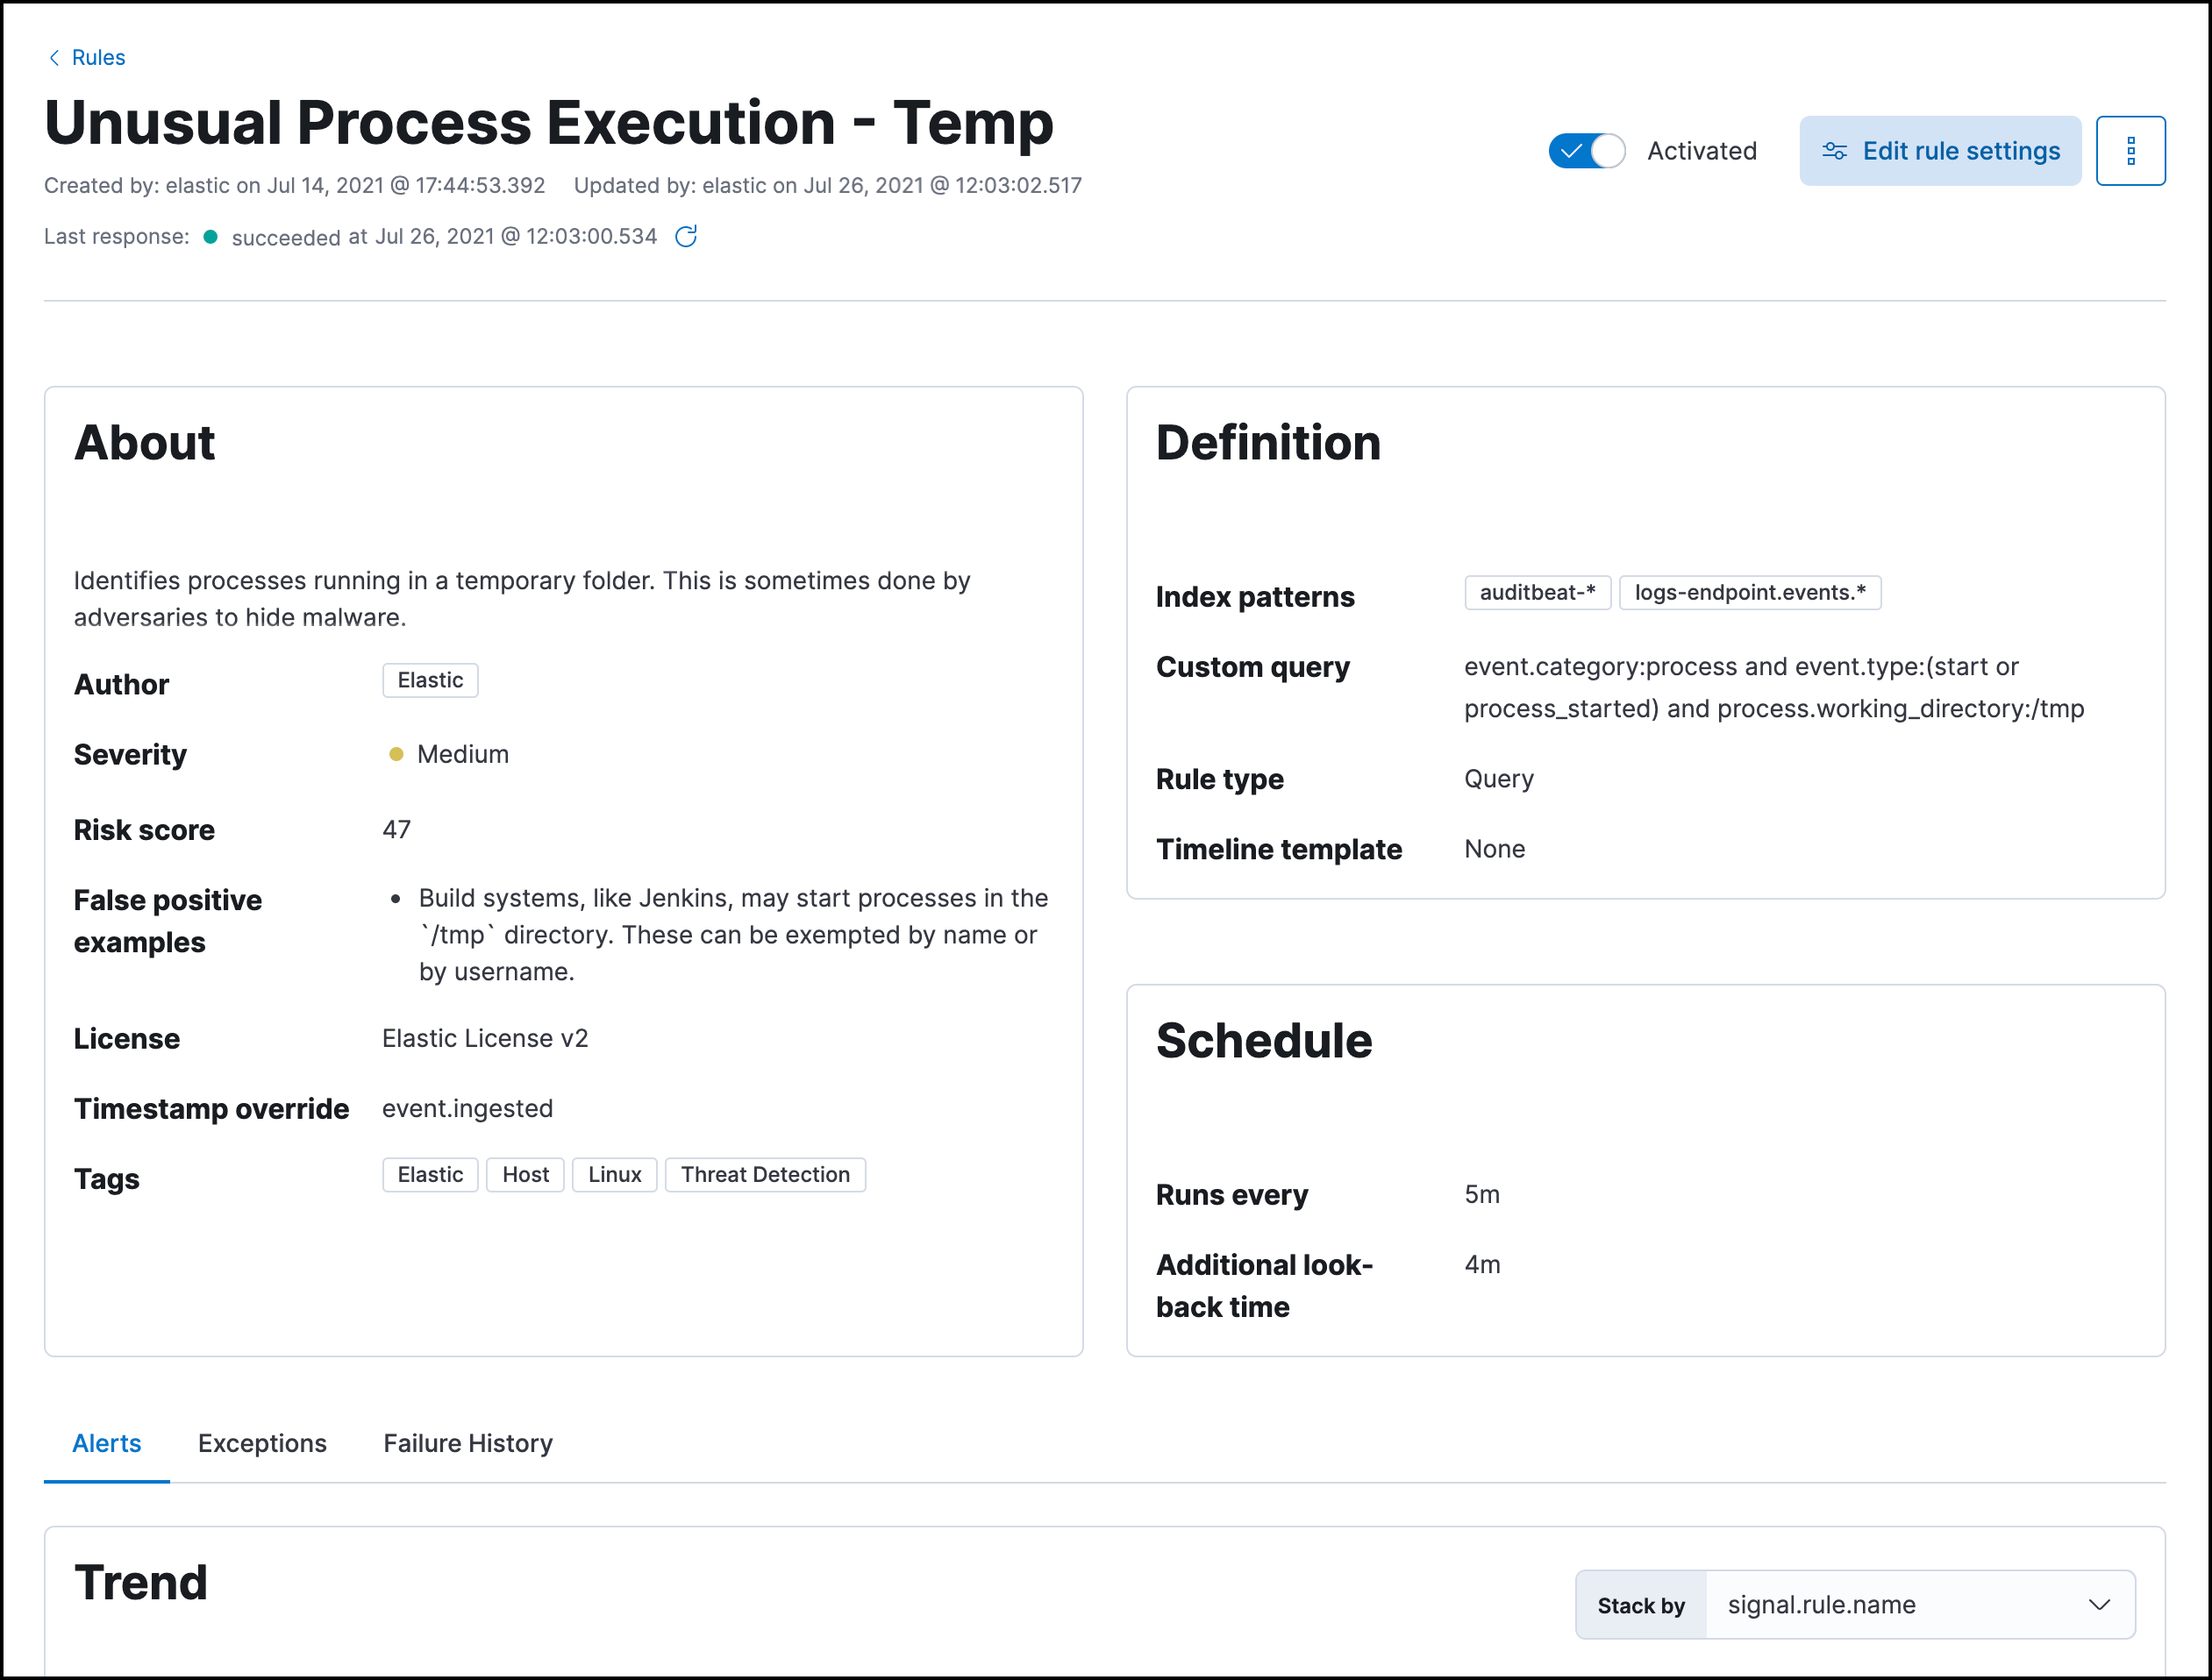 Rules
Unusual Process Execution - Temp
Activated
Edit rule settings
Created by: elastic on Jul 14, 2021 @ 17:44:53.392 Updated by: elastic on Jul 26, 2021 @ 12:03:02.517
Last response: succeeded at Jul 26, 2021 @ 12:03:00.534
About
Identifies processes running in a temporary folder. This is sometimes done by
adversaries to hide malware.
Author Elastic
Severity Medium
Risk score 47
False positive
examples
• Build systems, like Jenkins, may start processes in the
`/tmp` directory. These can be exempted by name or
by username.
License Elastic License v2
Timestamp override event.ingested
Tags Elastic Host Linux Threat Detection
Definition
Index patterns auditbeat-* logs-endpoint.events.*
Custom query event.category:process and event.type:(start or
process_started) and process.working_directory:/tmp
Rule type Query
Timeline template None
Schedule
Runs every 5m
Additional look- 4m
back time
Alerts Exceptions Failure History
Trend
Stack by signal.rule.name